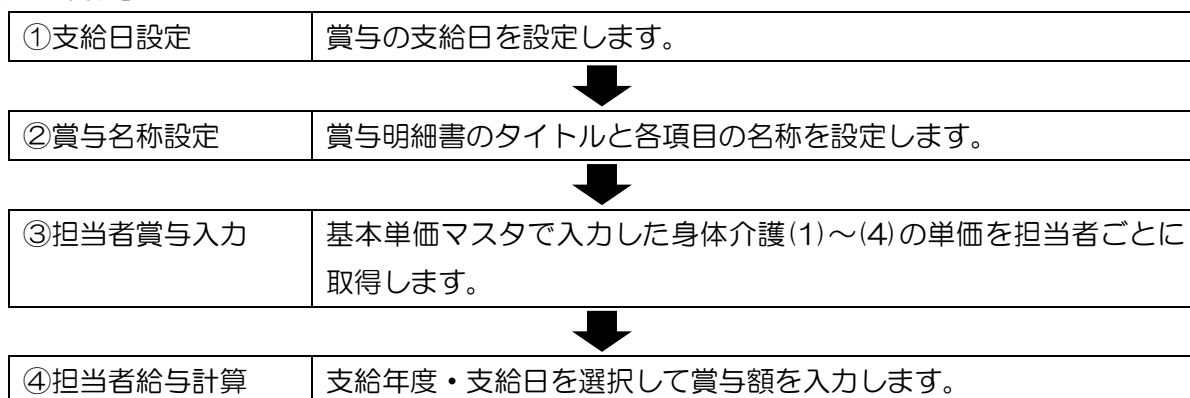 ①支給日設定 賞与の支給日を設定します。
②賞与名称設定 賞与明細書のタイトルと各項目の名称を設定します。
③担当者賞与入力 基本単価マスタで入力した身体介護(1)～(4)の単価を担当者ごとに
取得します。
④担当者給与計算 支給年度・支給日を選択して賞与額を入力します。